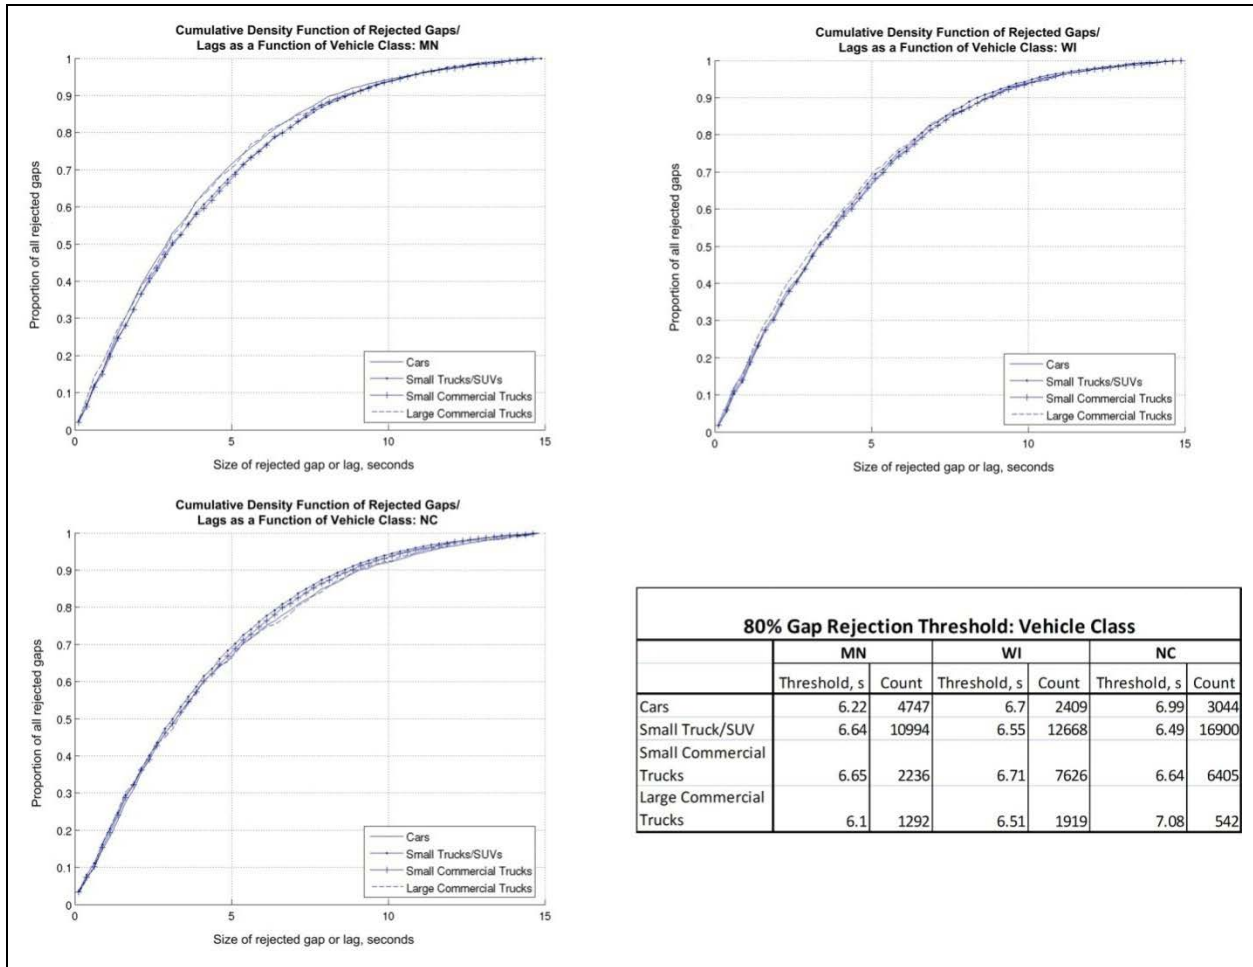 Cumulative Density Function of Rejected Gaps/
Lags as a Function of Vehicle Class: MN
Proportion of all rejected gaps
1
0.9
0.8
0.7
0.6
0.5
0.4
0.3
0.2
0.1
0
0 5 10 15
Size of rejected gap or lag, seconds
Cars
Small Trucks/SUVs
Small Commercial Trucks
Large Commercial Trucks
Cumulative Density Function of Rejected Gaps/
Lags as a Function of Vehicle Class: WI
Proportion of all rejected gaps
1
0.9
0.8
0.7
0.6
0.5
0.4
0.3
0.2
0.1
0
0 5 10 15
Size of rejected gap or lag, seconds
Cars
Small Trucks/SUVs
Small Commercial Trucks
Large Commercial Trucks
Cumulative Density Function of Rejected Gaps/
Lags as a Function of Vehicle Class: NC
Proportion of all rejected gaps
1
0.9
0.8
0.7
0.6
0.5
0.4
0.3
0.2
0.1
0
0 5 10 15
Size of rejected gap or lag, seconds
Cars
Small Trucks/SUVs
Small Commercial Trucks
Large Commercial Trucks
80% Gap Rejection Threshold: Vehicle Class
MN WI NC
Threshold, s Count Threshold, s Count Threshold, s Count
Cars 6.22 4747 6.7 2409 6.99 3044
Small Truck/SUV 6.64 10994 6.55 12668 6.49 16900
Small Commercial
Trucks 6.65 2236 6.71 7626 6.64 6405
Large Commercial
Trucks 6.1 1292 6.51 1919 7.08 542